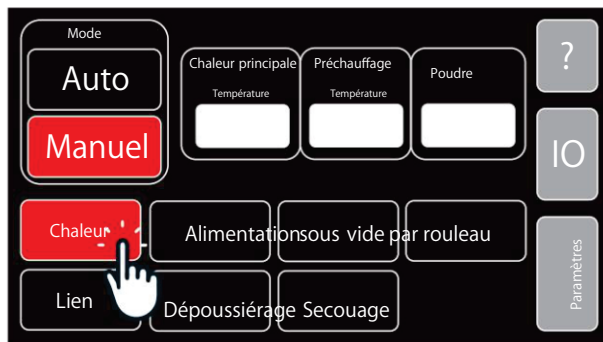 Mode
Auto
Manuel
Chaleur principale
Température
Préchauffage
Température
Poudre
?
IO
Chaleur
Alimentationsous vide par rouleau
Paramètres
Lien
Dépoussiérage Secouage